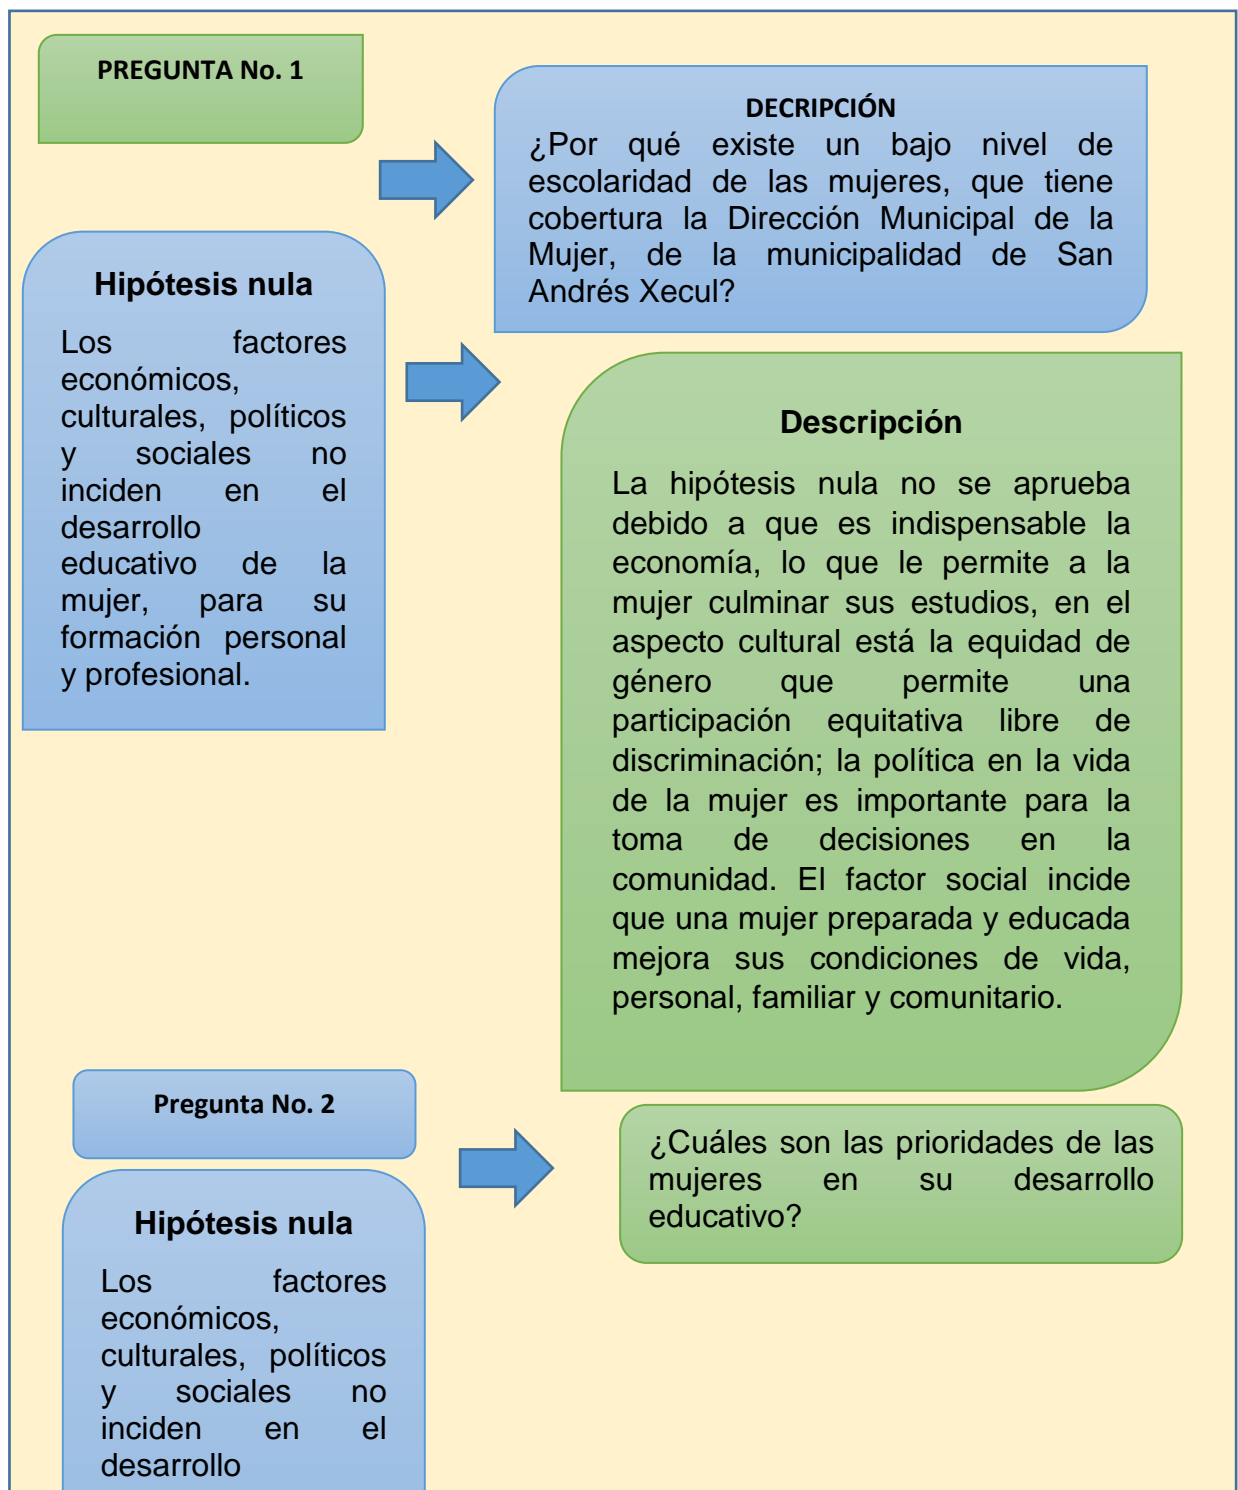 PREGUNTA No. 1
DECRIPCIÓN
¿Por qué existe un bajo nivel de
escolaridad de las mujeres, que tiene
cobertura la Dirección Municipal de la
Mujer, de la municipalidad de San
Andrés Xecul?
Hipótesis nula
Los factores
económicos,
culturales, políticos
y sociales no
inciden en el
desarrollo
educativo de la
mujer, para su
formación personal
y profesional.
Descripción
La hipótesis nula no se aprueba
debido a que es indispensable la
economía, lo que le permite a la
mujer culminar sus estudios, en el
aspecto cultural está la equidad de
género que permite una
participación equitativa libre de
discriminación; la política en la vida
de la mujer es importante para la
toma de decisiones en la
comunidad. El factor social incide
que una mujer preparada y educada
mejora sus condiciones de vida,
personal, familiar y comunitario.
Pregunta No. 2
¿Cuáles son las prioridades de las
mujeres en su desarrollo
educativo?
Hipótesis nula
Los factores
económicos,
culturales, políticos
y sociales no
inciden en el
desarrollo